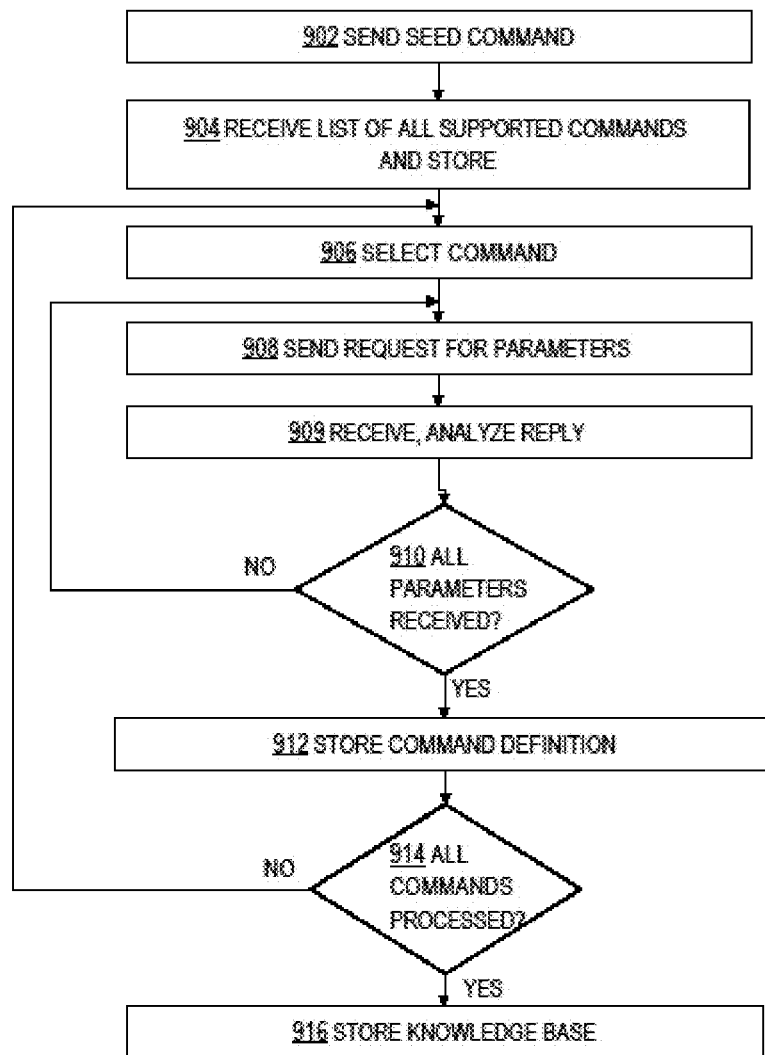 902 SEND SEED COMMAND
904 RECEIVE LIST OF ALL SUPPORTED COMMANDS
AND STORE
906 SELECT COMMAND
908 SEND REQUEST FOR PARAMETERS
909 RECEIVE, ANALYZE REPLY
NO
910 ALL
PARAMETERS
RECEIVED?
YES
912 STORE COMMAND DEFINITION
NO
914 ALL
COMMANDS
PROCESSED?
YES
916 STORE KNOWLEDGE BASE